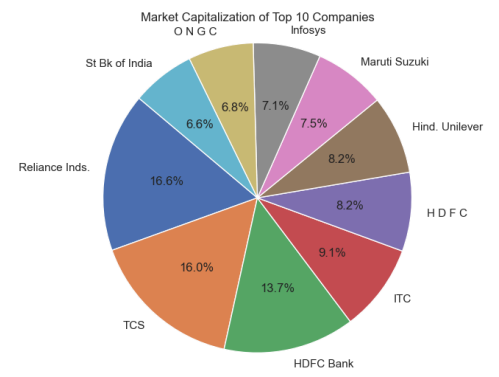 Market Capitalization of Top 10 Companies
Infosys
O N G C
Maruti Suzuki
St Bk of India
7.1%
6.8%
7.5%
6.6%
Hind. Unilever
8.2%
Reliance Inds.
16.6%
8.2%
H D F C
9.1%
16.0%
13.7%
ITC
TCS
HDFC Bank